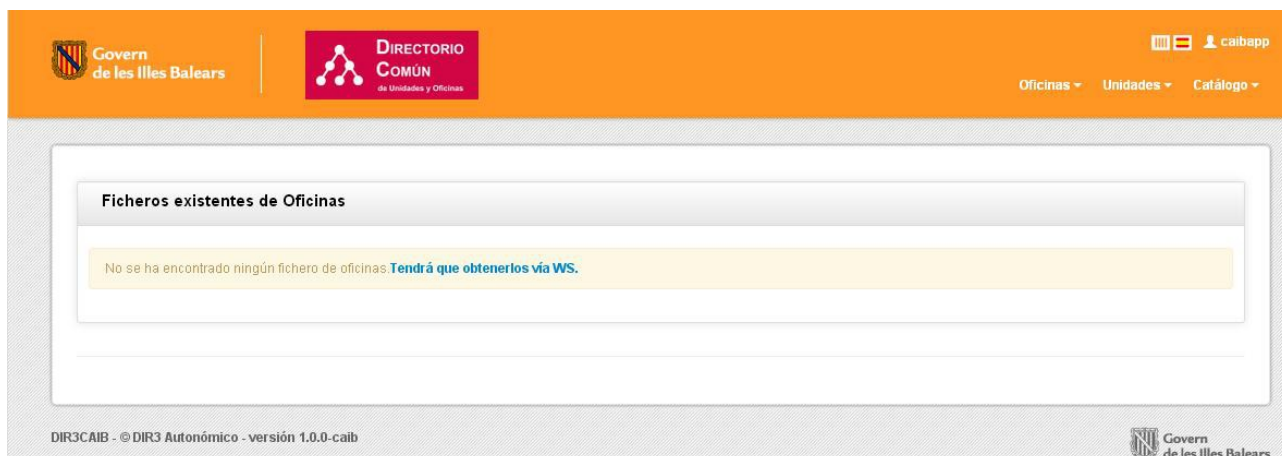 Govern
de les Illes Balears
DIRECTORIO
COMÚN
de Unidades y Oficinas
caibapp
Oficinas Unidades Catálogo
Ficheros existentes de Oficinas
No se ha encontrado ningún fichero de oficinas.Tendrá que obtenerlos vía WS.
DIR3CAIB - © DIR3 Autonómico - versión 1.0.0-caib
Govern
de les Illes Balears